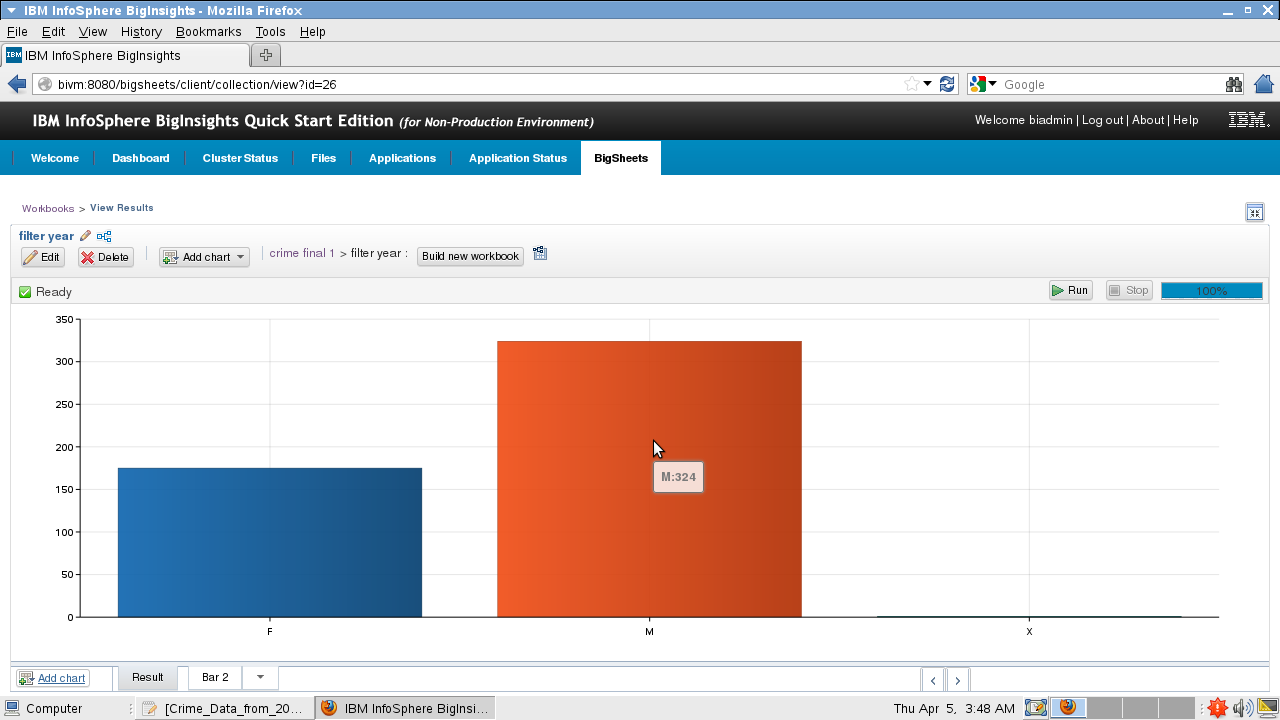 IBM InfoSphere BigInsights - Mozilla Firefox
File Edit View History Bookmarks Tools Help
IBM IBM InfoSphere BigInsights
bivm:8080/bigsheets/client/collection/view?id=26
Google
IBM InfoSphere BigInsights Quick Start Edition (for Non-Production Environment)
Welcome biadmin | Log out | About | Help
IBM.
Welcome Dashboard Cluster Status Files Applications Application Status BigSheets
Workbooks > View Results
filter year
Edit Delete Add chart crime final 1 > filter year : Build new workbook
Ready Run Stop 100%
350
300
250
200
150
100
50
0
M:324
F M X
Add chart Result Bar 2 < >
Computer [Crime_Data_from_20... IBM InfoSphere BigInsi... Thu Apr 5, 3:48 AM